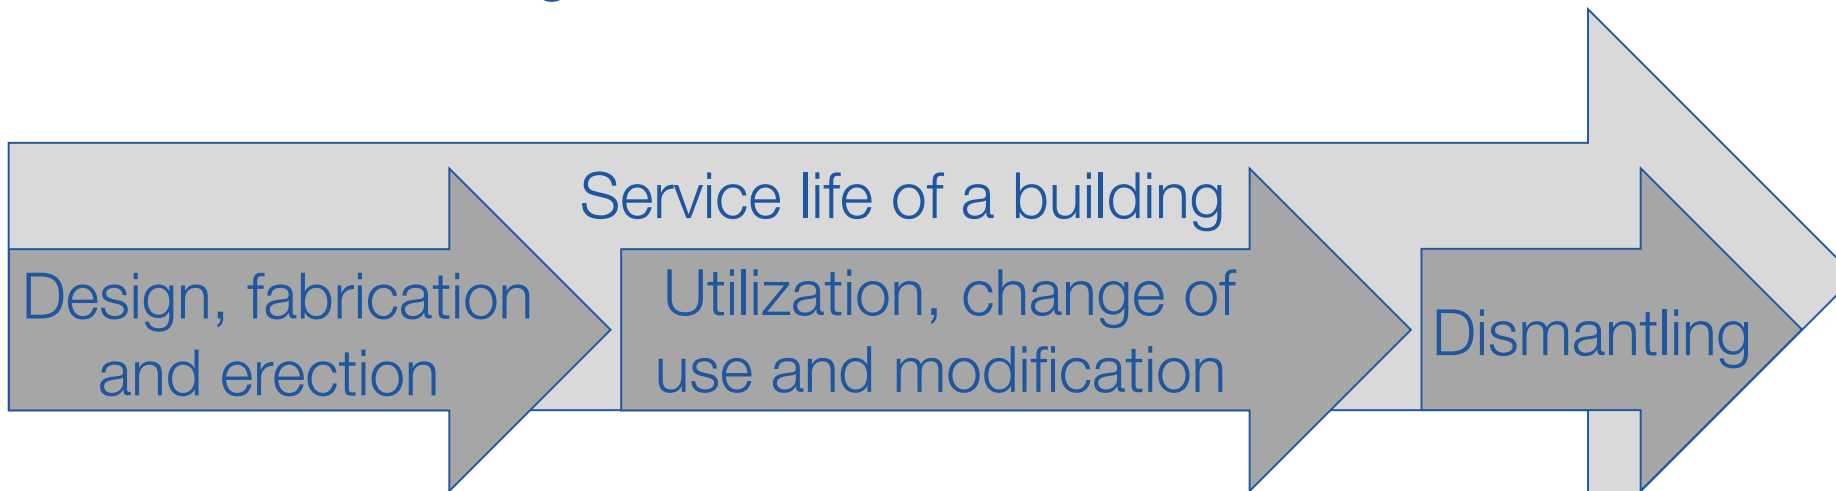 Service life of a building
Design, fabrication
and erection
Utilization, change of
use and modification
Dismantling